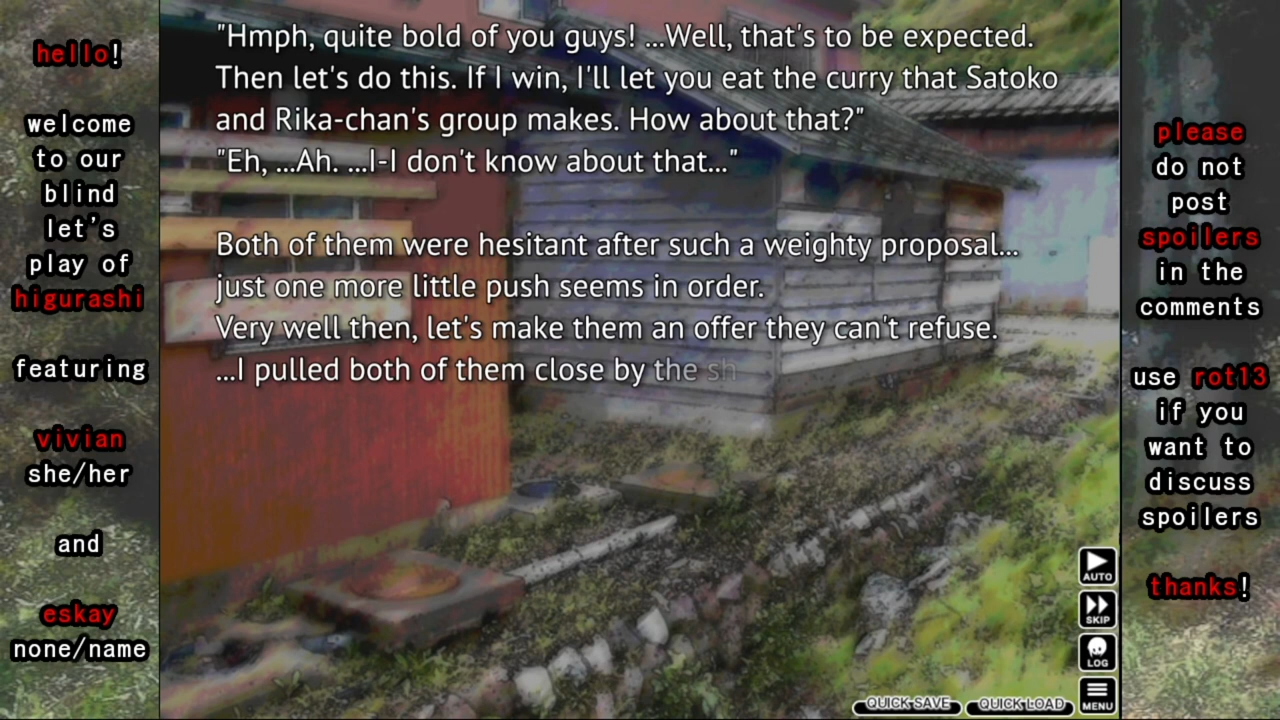 hello!
welcome
to our
blind
let's
play of
higurashi
featuring
vivian
she/her
and
eskay
none/name
"Hmph, quite bold of you guys! ...Well, that's to be expected.
Then let's do this. If I win, I'll let you eat the curry that Satoko
and Rika-chan's group makes. How about that?"
"Eh, ...Ah. ...I-I don't know about that..."
Both of them were hesitant after such a weighty proposal...
just one more little push seems in order.
Very well then, let's make them an offer they can't refuse.
...I pulled both of them close by the sh
AUTO
SKIP
LOG
MENU
QUICK SAVE QUICK LOAD
please
do not
post
spoilers
in the
comments
use rot13
if you
want to
discuss
spoilers
thanks!